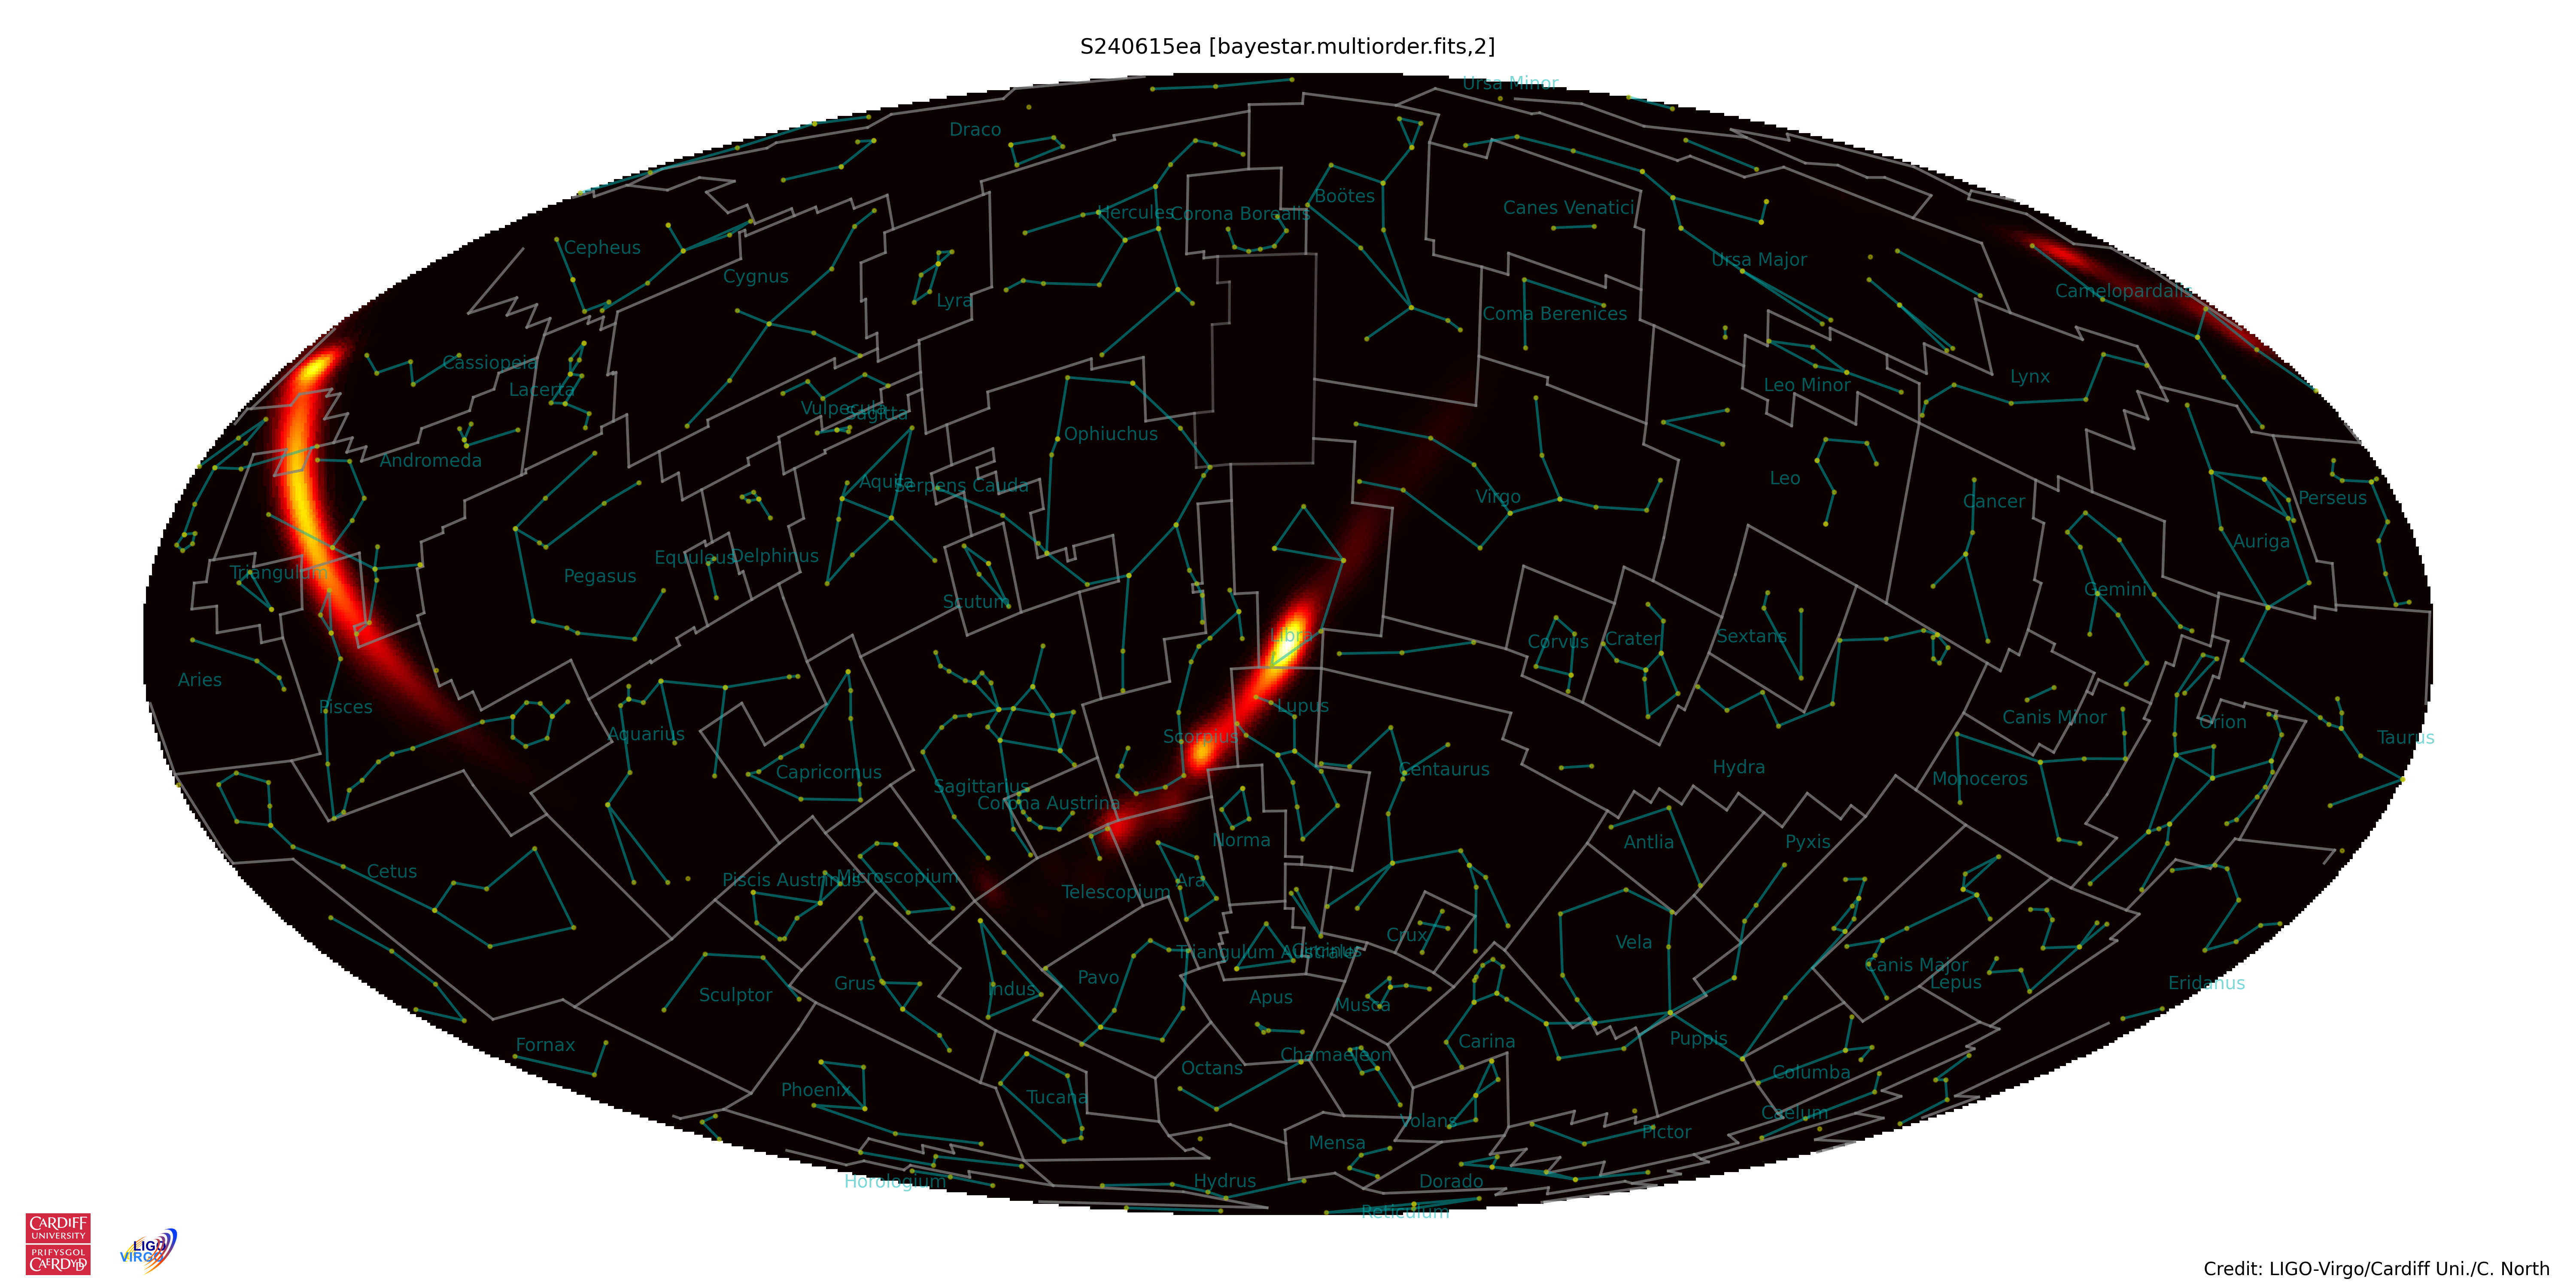 S240615ea [bayestar.multiorder.fits,2]
Ursa Minor
Draco
Boötes
Hercules
Corona Borealis
Canes Venatici
Cepheus
Cygnus
Ursa Major
Lyra
Camelopardalis
Coma Berenices
Cassiopeia
Lacerta
Leo Minor
Lynx
Vulpecula
Sagitta
Ophiuchus
Andromeda
Aquila
Serpens Cauda
Virgo
Leo
Cancer
Perseus
Auriga
Equuleus
Delphinus
Triangulum
Pegasus
Scutum
Gemini
Libra
Corvus
Crater
Sextans
Aries
Pisces
Lupus
Canis Minor
Orion
Aquarius
Scorpius
Taurus
Capricornus
Centaurus
Hydra
Monoceros
Sagittarius
Corona Austrina
Norma
Antlia
Pyxis
Cetus
Piscis Austrinus
Microscopium
Telescopium
Ara
Crux
Vela
Triangulum Australe
Circinus
Canis Major
Lepus
Eridanus
Sculptor
Grus
Indus
Pavo
Apus
Musca
Fornax
Carina
Puppis
Chamaeleon
Octans
Columba
Phoenix
Tucana
Volans
Caelum
Pictor
Mensa
Horologium
Hydrus
Dorado
Reticulum
CARDIFF
UNIVERSITY
PRIFYSGOL
CAERDYDD
LIGO
VIRGO
Credit: LIGO-Virgo/Cardiff Uni./C. North